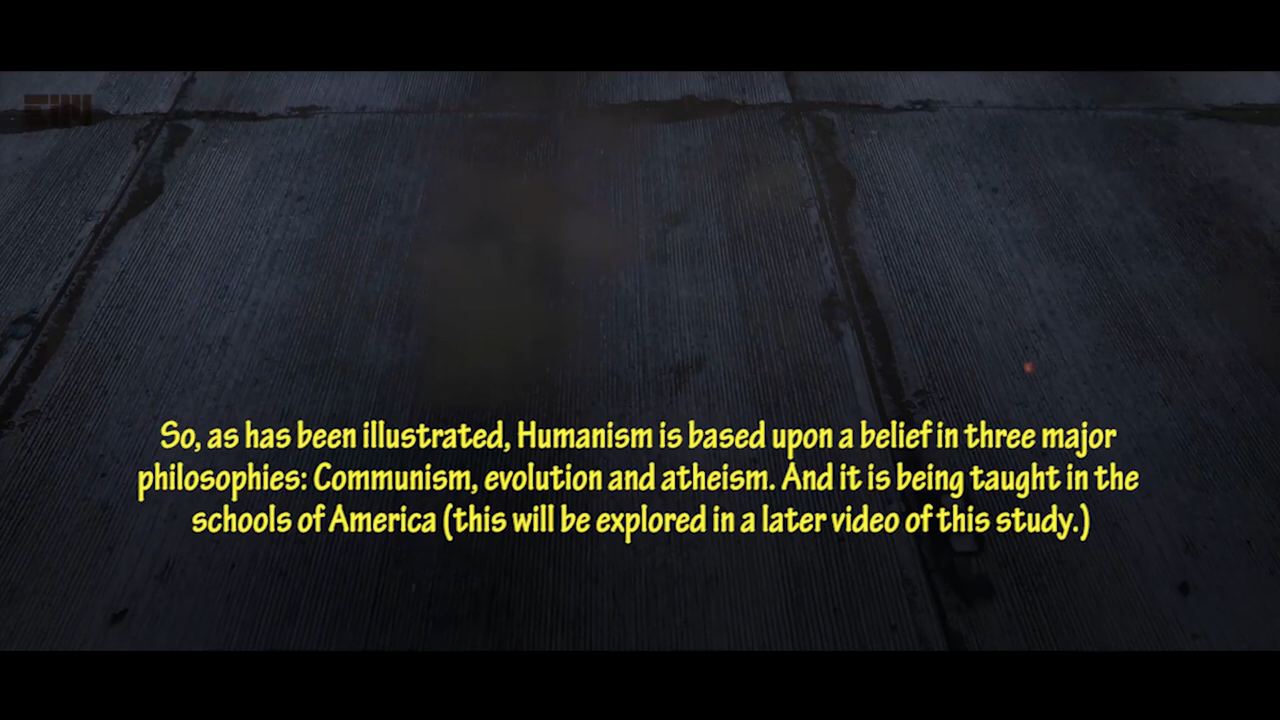 So, as has been illustrated, Humanism is based upon a belief in three major
philosophies: Communism, evolution and atheism. And it is being taught in the
schools of America (this will be explored in a later video of this study.)